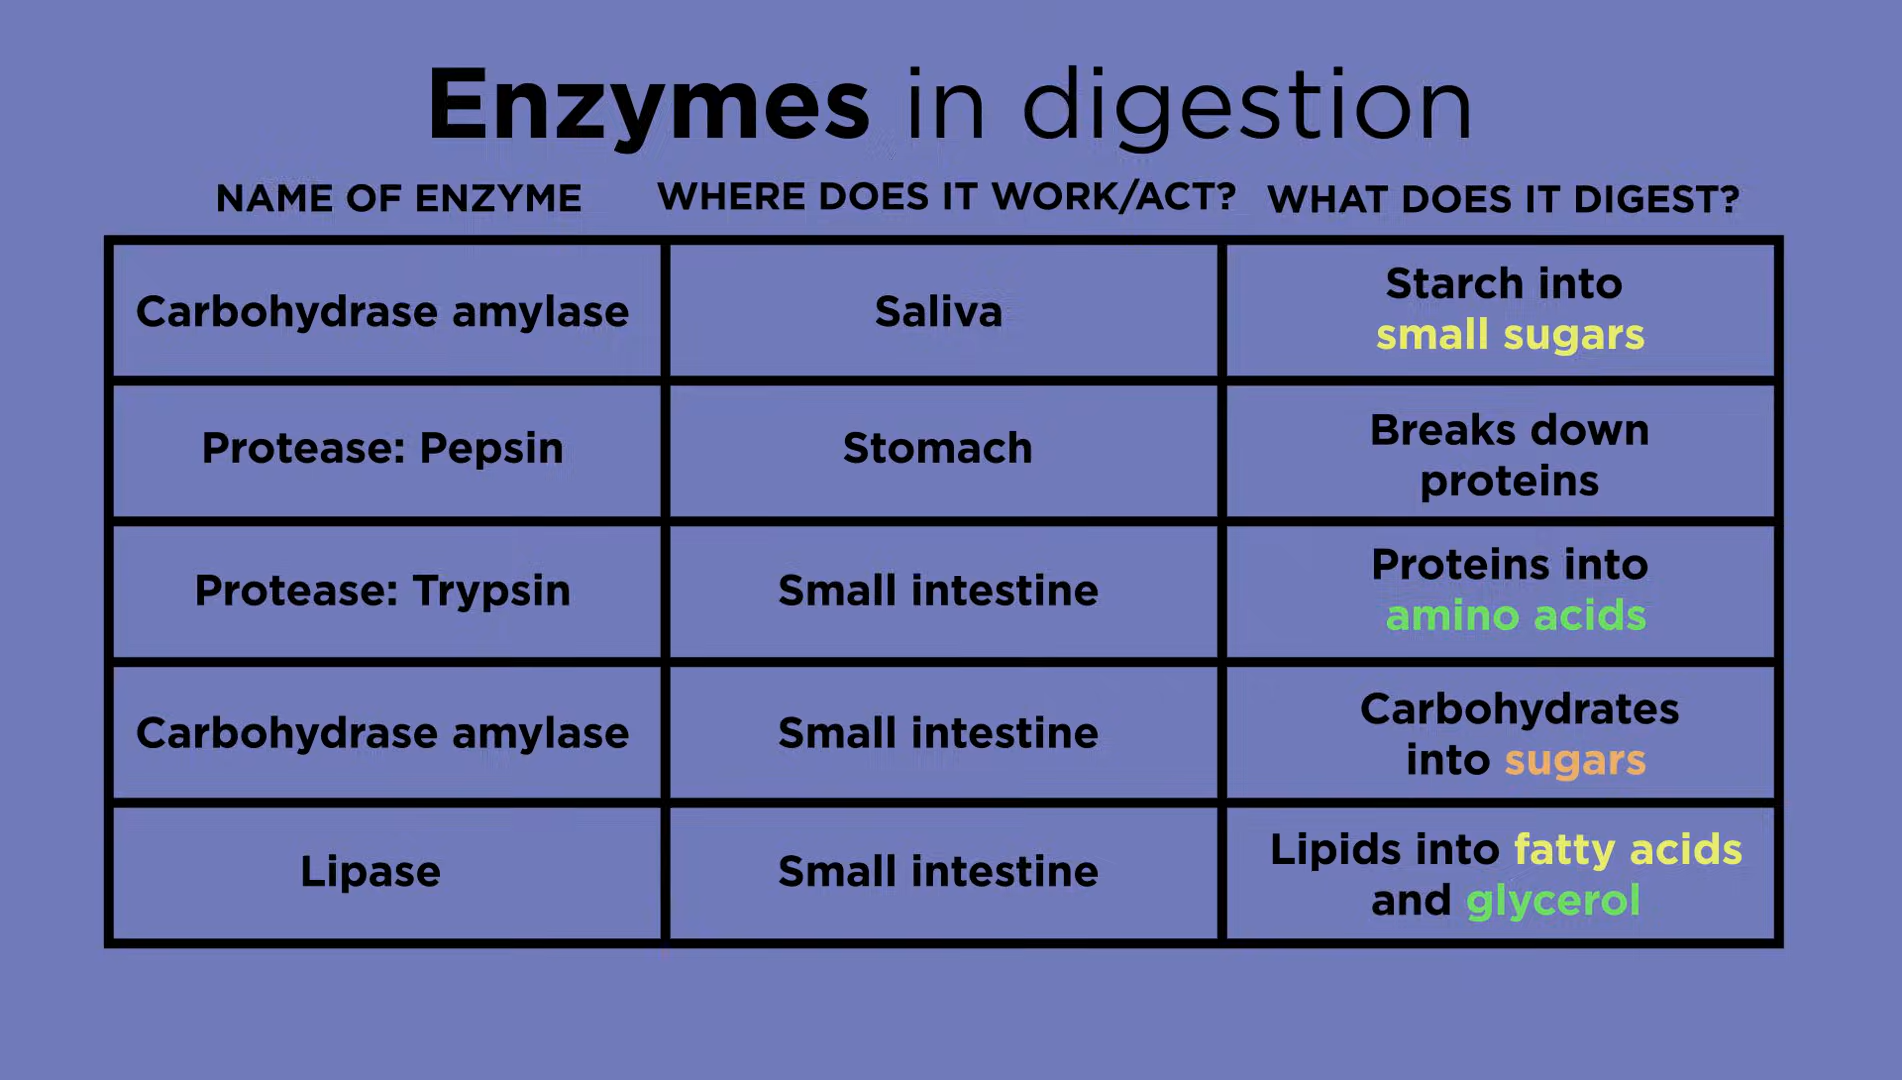 Enzymes in digestion
NAME OF ENZYME WHERE DOES IT WORK/ACT? WHAT DOES IT DIGEST?
Carbohydrase amylase
Saliva
Starch into
small sugars
Protease: Pepsin
Stomach
Breaks down
proteins
Protease: Trypsin
Small intestine
Proteins into
amino acids
Carbohydrase amylase
Small intestine
Carbohydrates
into sugars
Lipase
Small intestine
Lipids into fatty acids
and glycerol